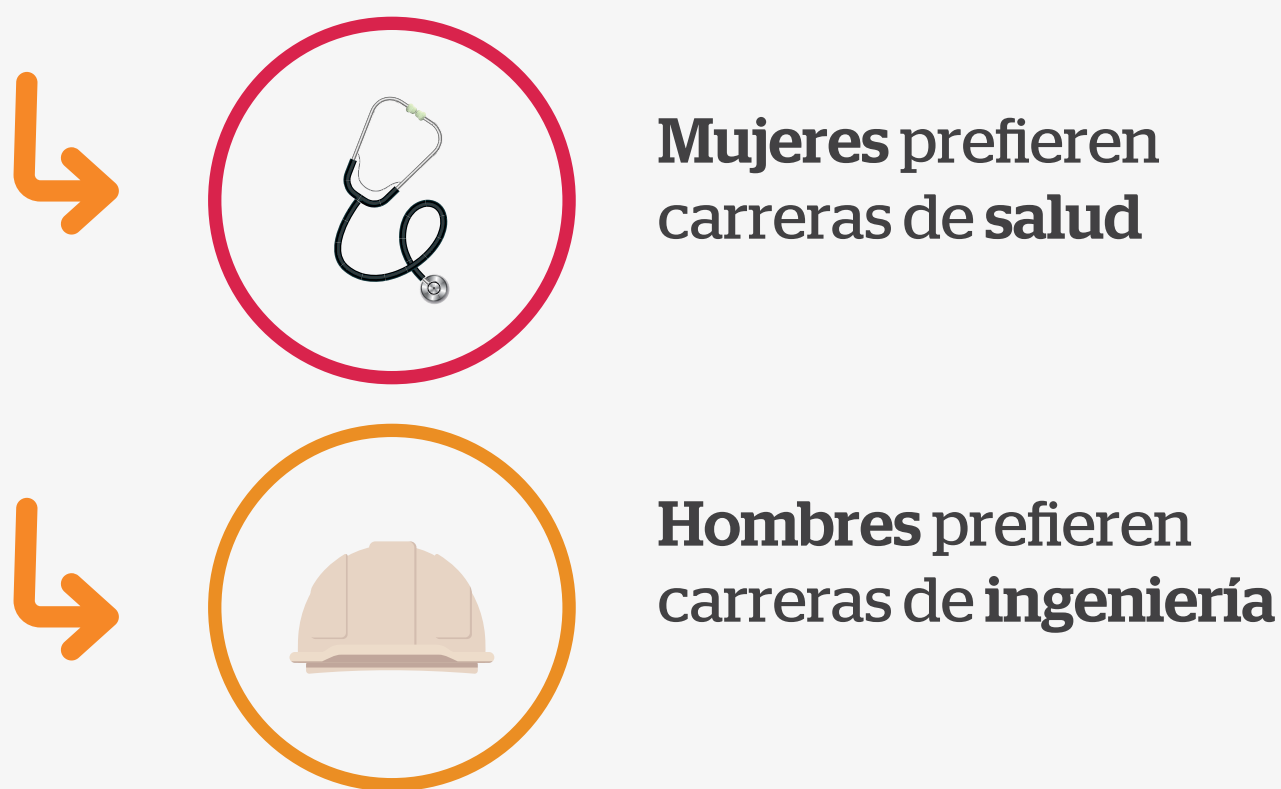 Mujeres prefieren
carreras de salud
Hombres prefieren
carreras de ingeniería